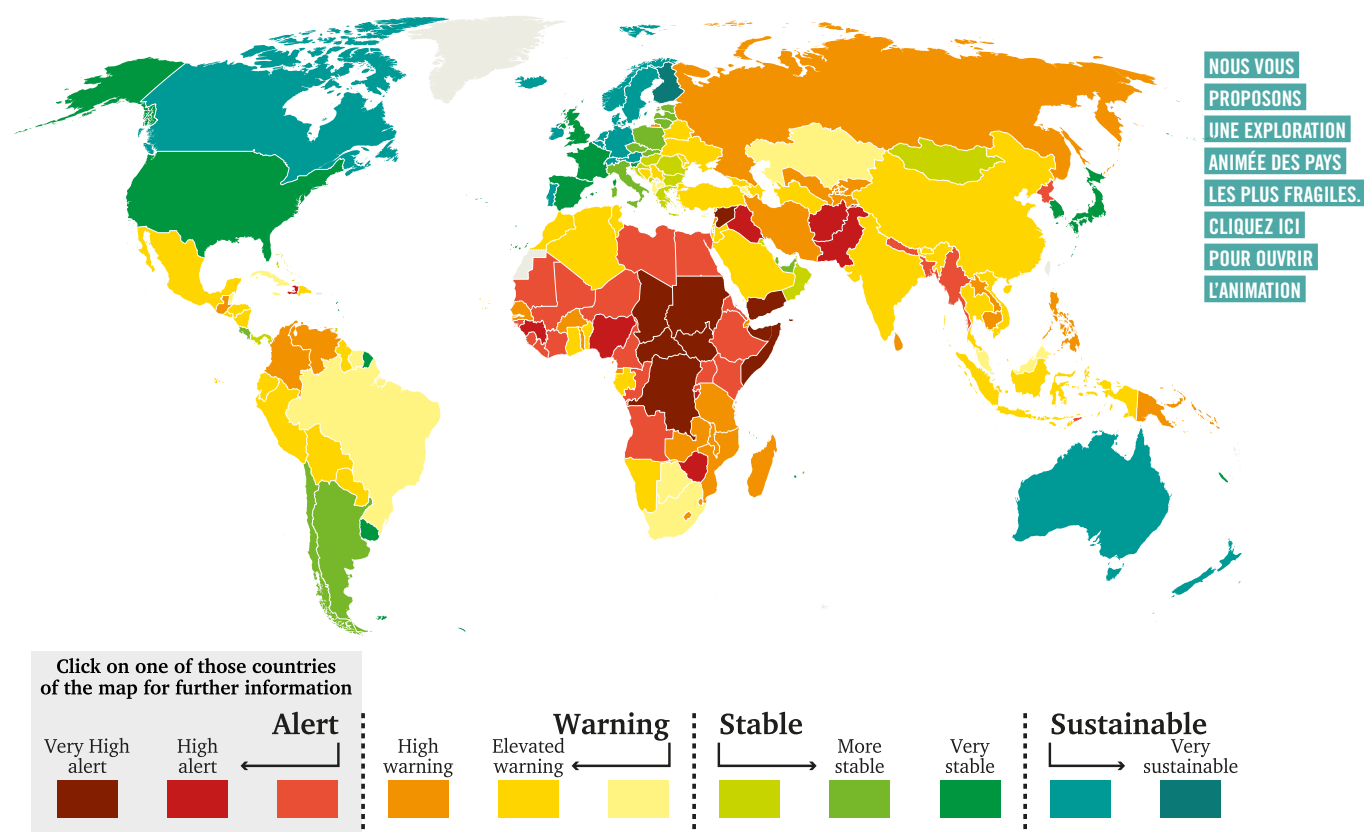 NOUS VOUS
PROPOSONS
UNE EXPLORATION
ANIMÉE DES PAYS
LES PLUS FRAGILES.
CLIQUEZ ICI
POUR OUVRIR
L'ANIMATION
Click on one of those countries
of the map for further information
Alert
Very High
alert
High
alert
Warning
High
warning
Elevated
warning
Stable
More
stable
Very
stable
Sustainable
Very
sustainable